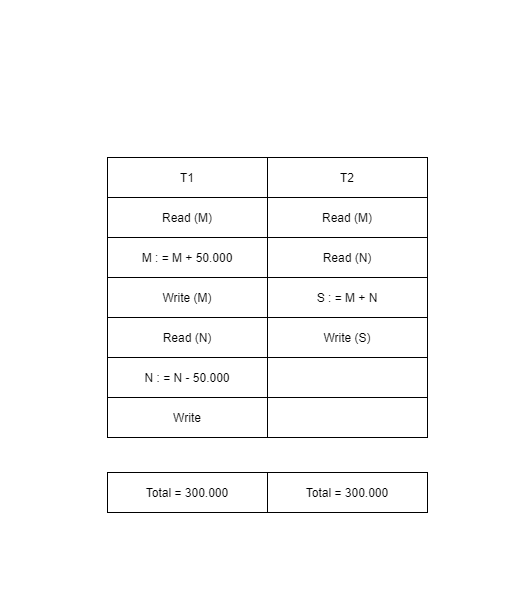 T1 T2
Read (M) Read (M)
M : = M + 50.000 Read (N)
Write (M) S : = M + N
Read (N) Write (S)
N : = N - 50.000
Write
Total = 300.000 Total = 300.000